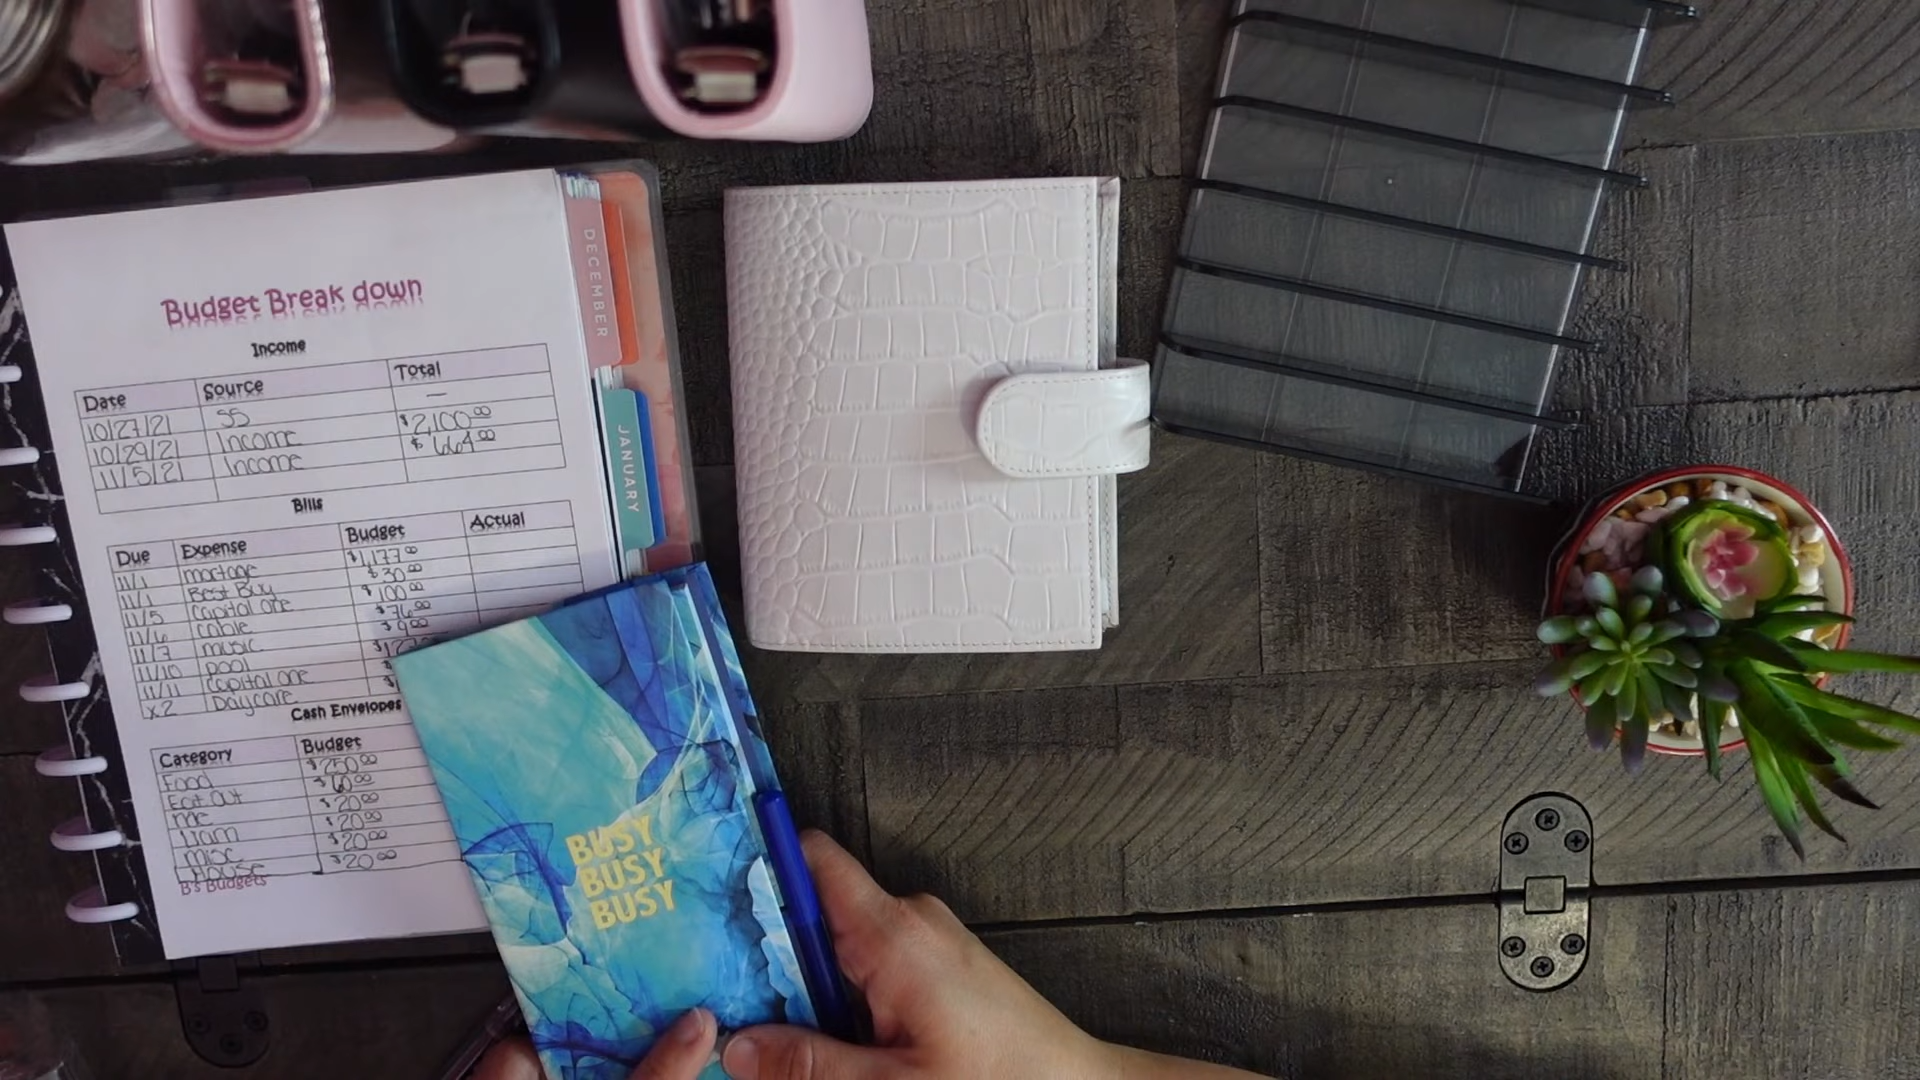 Budget Break down
Income
Date Source Total
10/27/21 SS —
10/29/21 Income $2,100.00
11/5/21 Income $664.00
Bills
Due Expense Budget Actual
11/1 mortage $1,177.00
11/1 Best Buy $30.00
11/5 Capital One $100.00
11/6 Cable $76.00
11/7 music $9.00
11/10 pool
11/11 Capital One
x2 Daycare
Cash Envelopes
Category Budget
Food $250.00
Eat Out $60.00
me $20.00
Liam $20.00
misc $20.00
House $20.00
B's Budgets
DECEMBER
JANUARY
BUSY
BUSY
BUSY